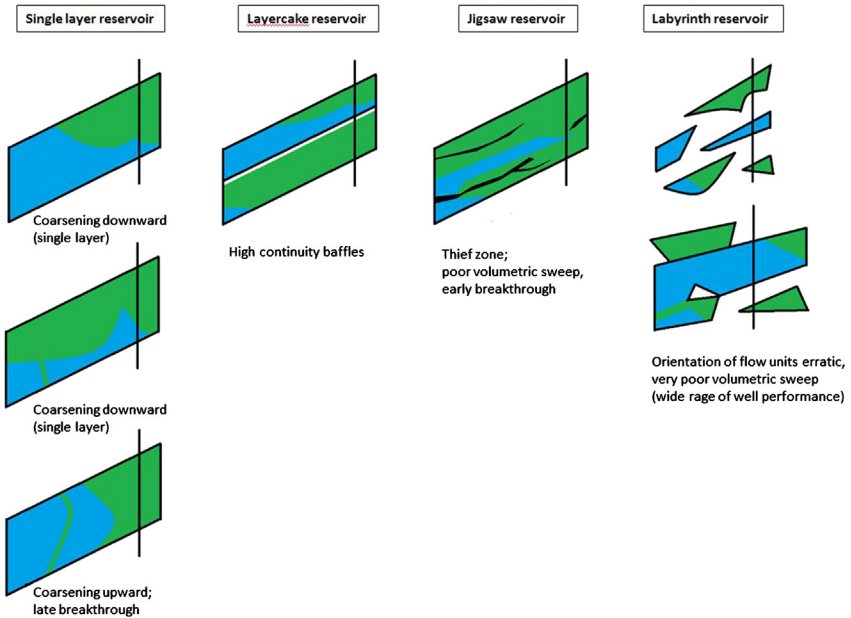 Single layer reservoir
Layercake reservoir
Jigsaw reservoir
Labyrinth reservoir
Coarsening downward
(single layer)
High continuity baffles
Thief zone;
poor volumetric sweep,
early breakthrough
Orientation of flow units erratic,
very poor volumetric sweep
(wide rage of well performance)
Coarsening downward
(single layer)
Coarsening upward;
late breakthrough